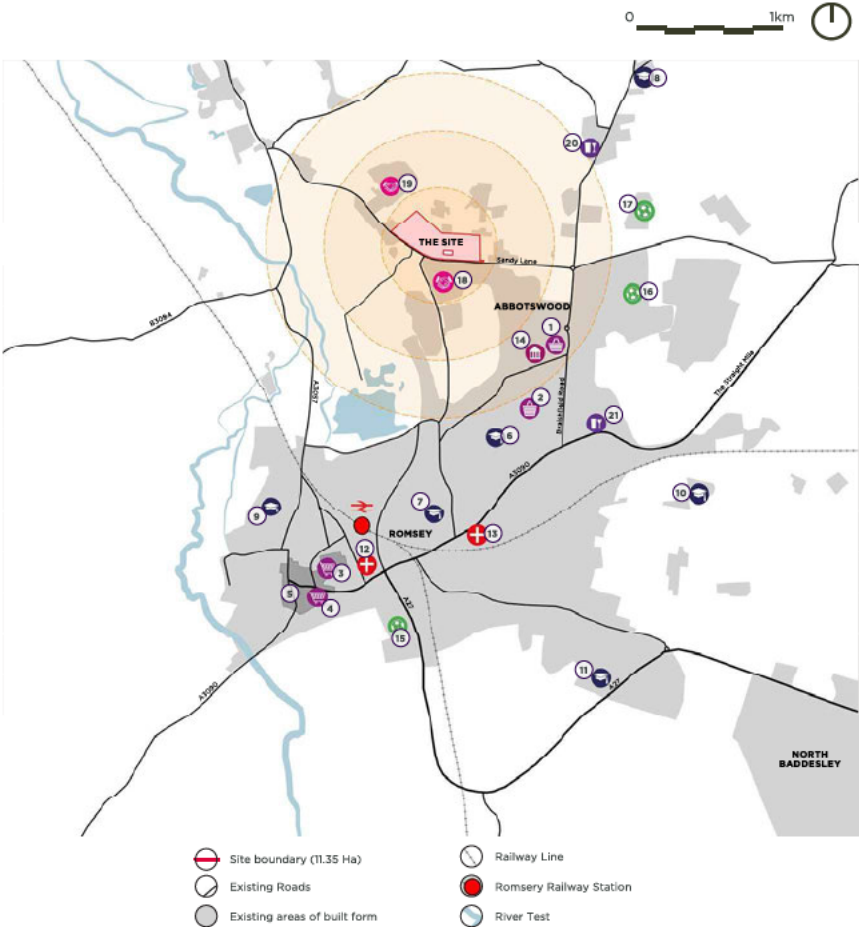 0 1km
8
20
19
17
THE SITE
Sandy Lane
18
16
ABBOTSWOOD
B3084
1
14
The Straight Mile
A3057
2
Braishfield Road
21
6
A3090
10
7
9
ROMSEY
13
12
3
5
4
A27
15
11
A27
A3090
NORTH
BADDESLEY
Site boundary (11.35 Ha)
Railway Line
Existing Roads
Romsery Railway Station
Existing areas of built form
River Test